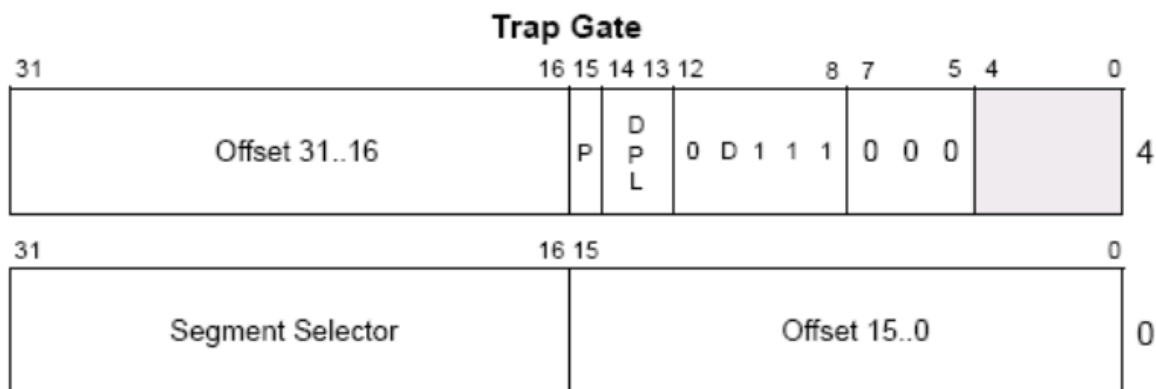 Trap Gate
31 16 15 14 13 12 8 7 5 4 0
Offset 31..16 P DPL 0 D 1 1 1 0 0 0 4
31 16 15 0
Segment Selector Offset 15..0 0